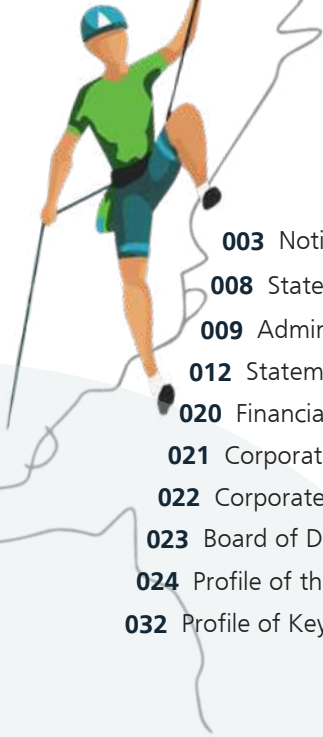 003 Noti
008 State
009 Admin
012 Statem
020 Financia
021 Corporat
022 Corporate
023 Board of D
024 Profile of th
032 Profile of Key